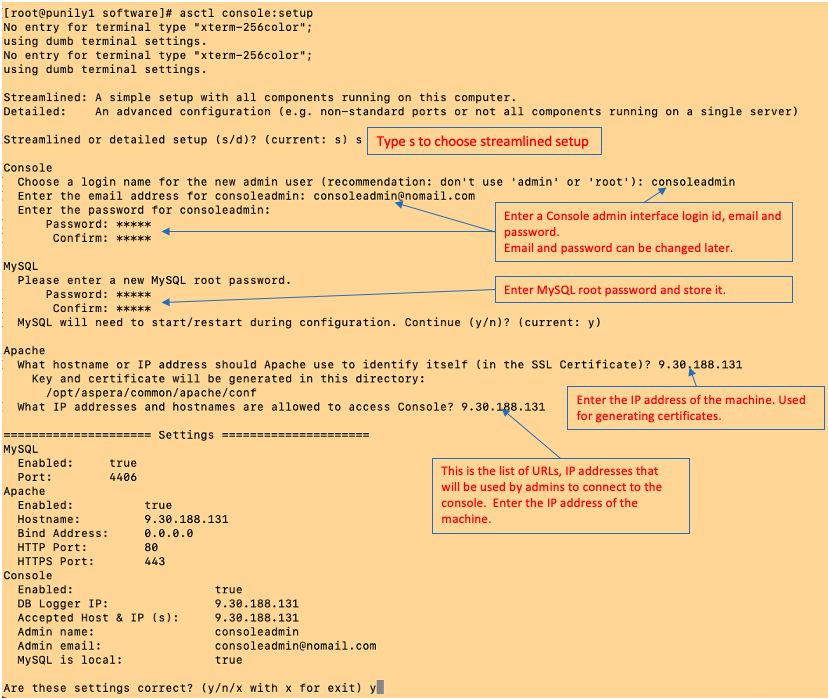 [root@punily1 software]# asctl console:setup
No entry for terminal type "xterm-256color";
using dumb terminal settings.
No entry for terminal type "xterm-256color";
using dumb terminal settings.
Streamlined: A simple setup with all components running on this computer.
Detailed:    An advanced configuration (e.g. non-standard ports or not all components running on a single server)
Streamlined or detailed setup (s/d)? (current: s) s
Type s to choose streamlined setup
Console
Choose a login name for the new admin user (recommendation: don't use 'admin' or 'root'): consoleadmin
Enter the email address for consoleadmin: consoleadmin@nomail.com
Enter the password for consoleadmin:
Password: *****
Confirm: *****
Enter a Console admin interface login id, email and
password.
Email and password can be changed later.
MySQL
Please enter a new MySQL root password.
Password: *****
Confirm: *****
Enter MySQL root password and store it.
MySQL will need to start/restart during configuration. Continue (y/n)? (current: y)
Apache
What hostname or IP address should Apache use to identify itself (in the SSL Certificate)? 9.30.188.131
Key and certificate will be generated in this directory:
/opt/aspera/common/apache/conf
What IP addresses and hostnames are allowed to access Console? 9.30.188.131
Enter the IP address of the machine. Used
for generating certificates.
===================== Settings =====================
MySQL
Enabled:     true
Port:        4406
Apache
Enabled:          true
Hostname:         9.30.188.131
Bind Address:     0.0.0.0
HTTP Port:        80
HTTPS Port:       443
This is the list of URLs, IP addresses that
will be used by admins to connect to the
console.  Enter the IP address of the
machine.
Console
Enabled:                    true
DB Logger IP:               9.30.188.131
Accepted Host & IP (s):     9.30.188.131
Admin name:                 consoleadmin
Admin email:                consoleadmin@nomail.com
MySQL is local:             true
Are these settings correct? (y/n/x with x for exit) y